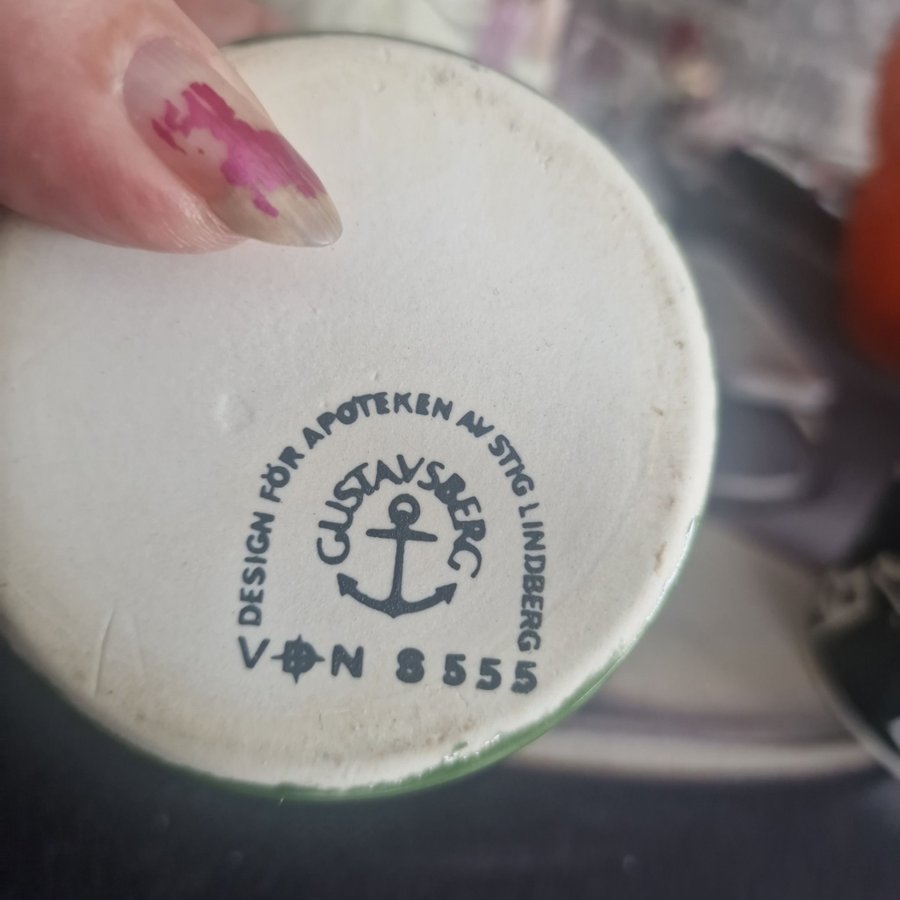 DESIGN FÖR APOTEKEN AV STIG LINDBERG
GUSTAVSBERG
V N 8555